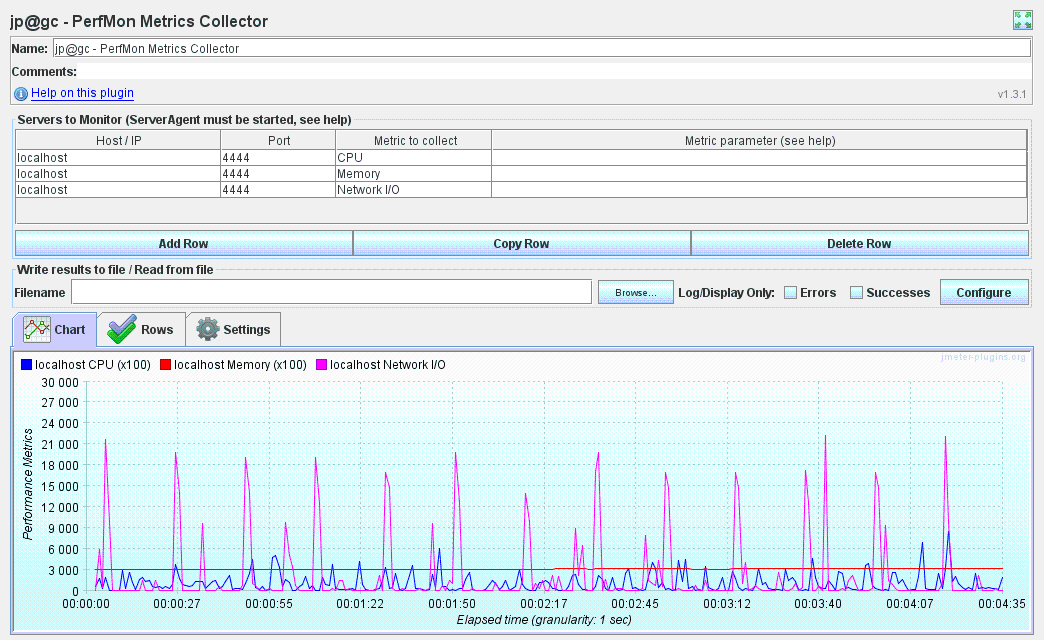 jp@gc - PerfMon Metrics Collector
Name: jp@gc - PerfMon Metrics Collector
Comments:
Help on this plugin
v1.3.1
Servers to Monitor (ServerAgent must be started, see help)
Host / IP Port Metric to collect Metric parameter (see help)
localhost 4444 CPU
localhost 4444 Memory
localhost 4444 Network I/O
Add Row Copy Row Delete Row
Write results to file / Read from file
Filename Browse... Log/Display Only: Errors Successes Configure
Chart Rows Settings
jmeter-plugins.org
localhost CPU (x100) localhost Memory (x100) localhost Network I/O
Performance Metrics
30 000
27 000
24 000
21 000
18 000
15 000
12 000
9 000
6 000
3 000
0
00:00:00 00:00:27 00:00:55 00:01:22 00:01:50 00:02:17 00:02:45 00:03:12 00:03:40 00:04:07 00:04:35
Elapsed time (granularity: 1 sec)